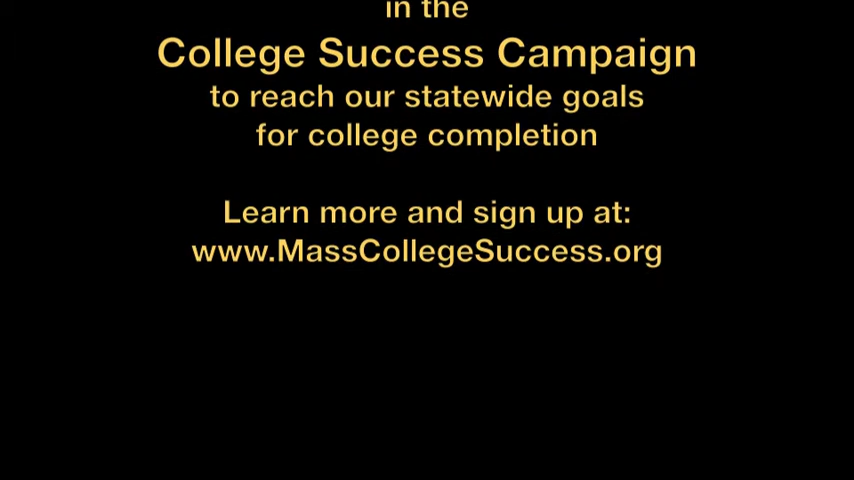 in the
College Success Campaign
to reach our statewide goals
for college completion
Learn more and sign up at:
www.MassCollegeSuccess.org